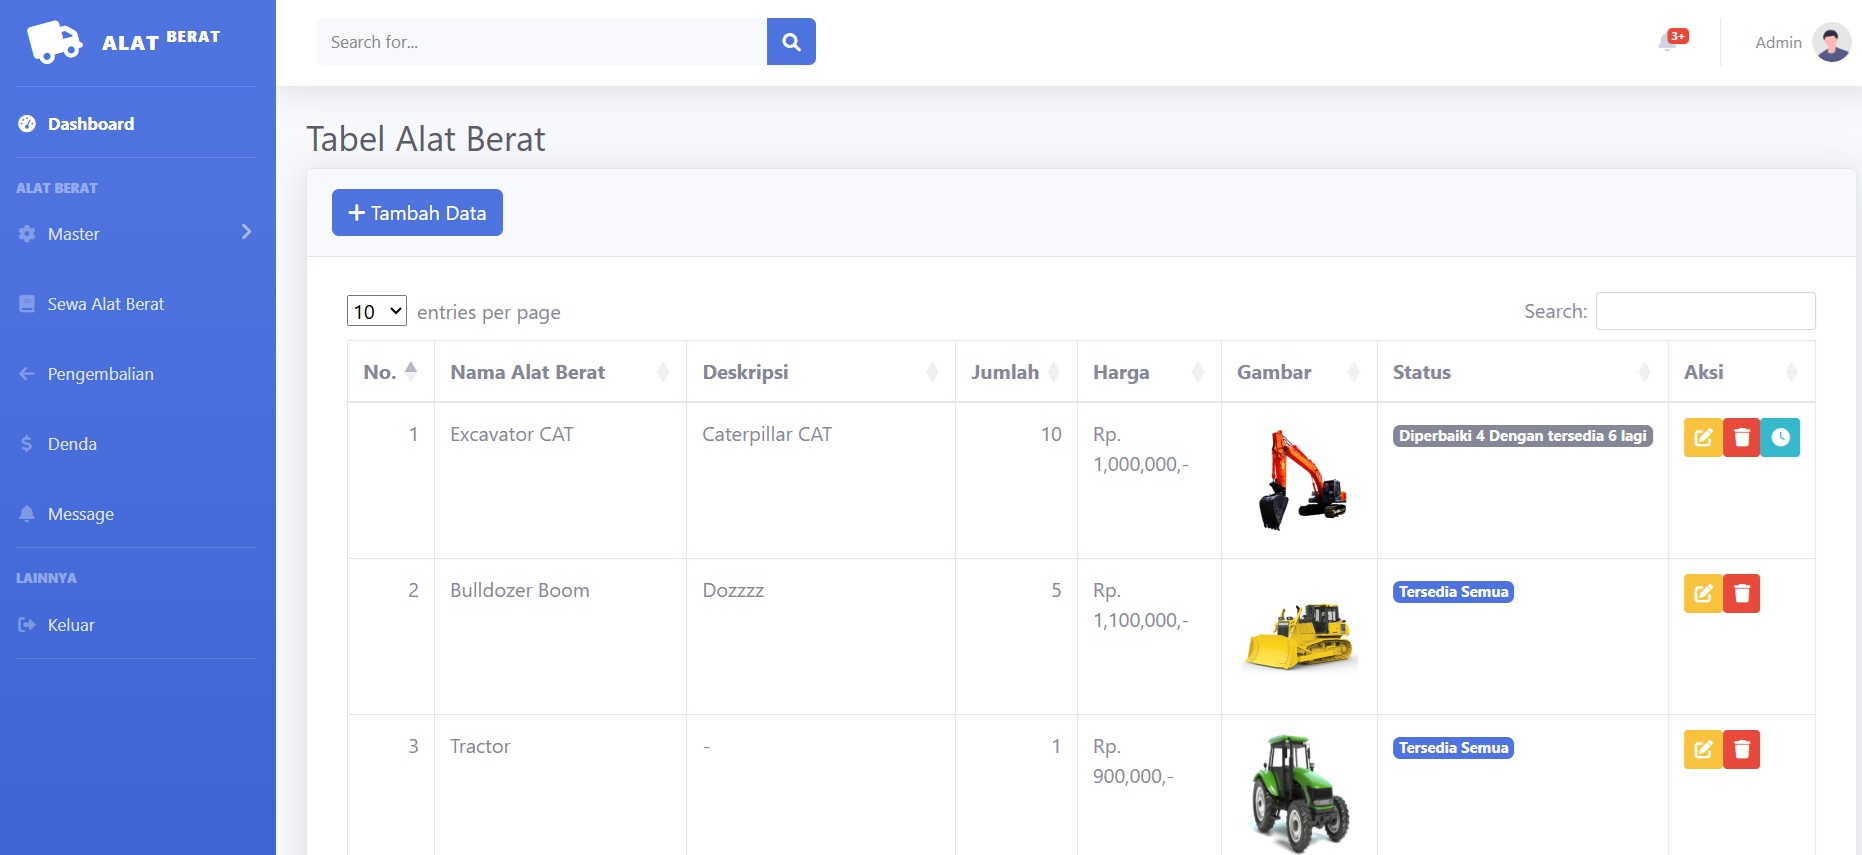 ALAT BERAT
Search for...
3+
Admin
Dashboard
ALAT BERAT
Master
Sewa Alat Berat
Pengembalian
Denda
Message
LAINNYA
Keluar
Tabel Alat Berat
Tambah Data
10 entries per page
Search:
No. Nama Alat Berat Deskripsi Jumlah Harga Gambar Status Aksi
1 Excavator CAT Caterpillar CAT 10 Rp. Diperbaiki 4 Dengan tersedia 6 lagi
1,000,000,-
2 Bulldozer Boom Dozzzz 5 Rp. Tersedia Semua
1,100,000,-
3 Tractor - 1 Rp. Tersedia Semua
900,000,-